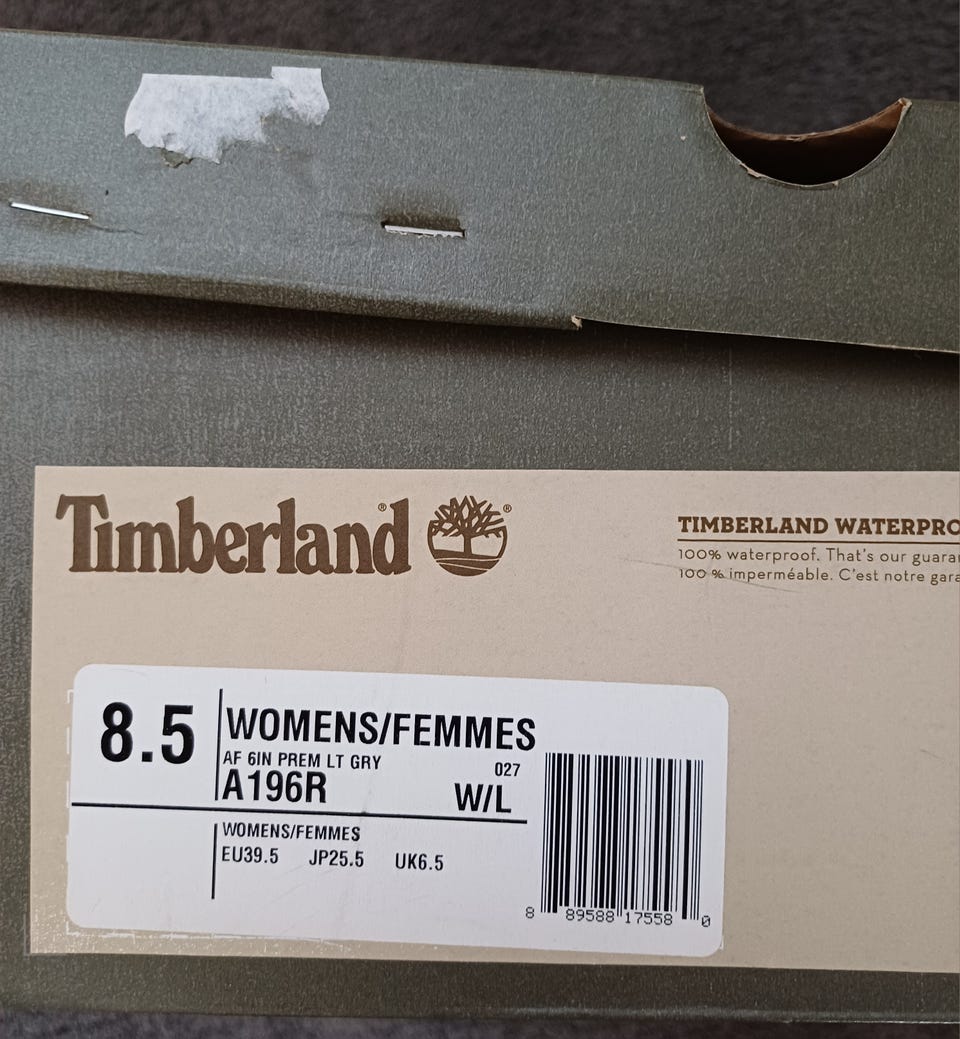 Timberland®
TIMBERLAND WATERPRO
100% waterproof. That's our guaran
100 % imperméable. C'est notre gara
8.5
WOMENS/FEMMES
AF 6IN PREM LT GRY 027
A196R W/L
WOMENS/FEMMES
EU39.5 JP25.5 UK6.5
8 89588 17558 0